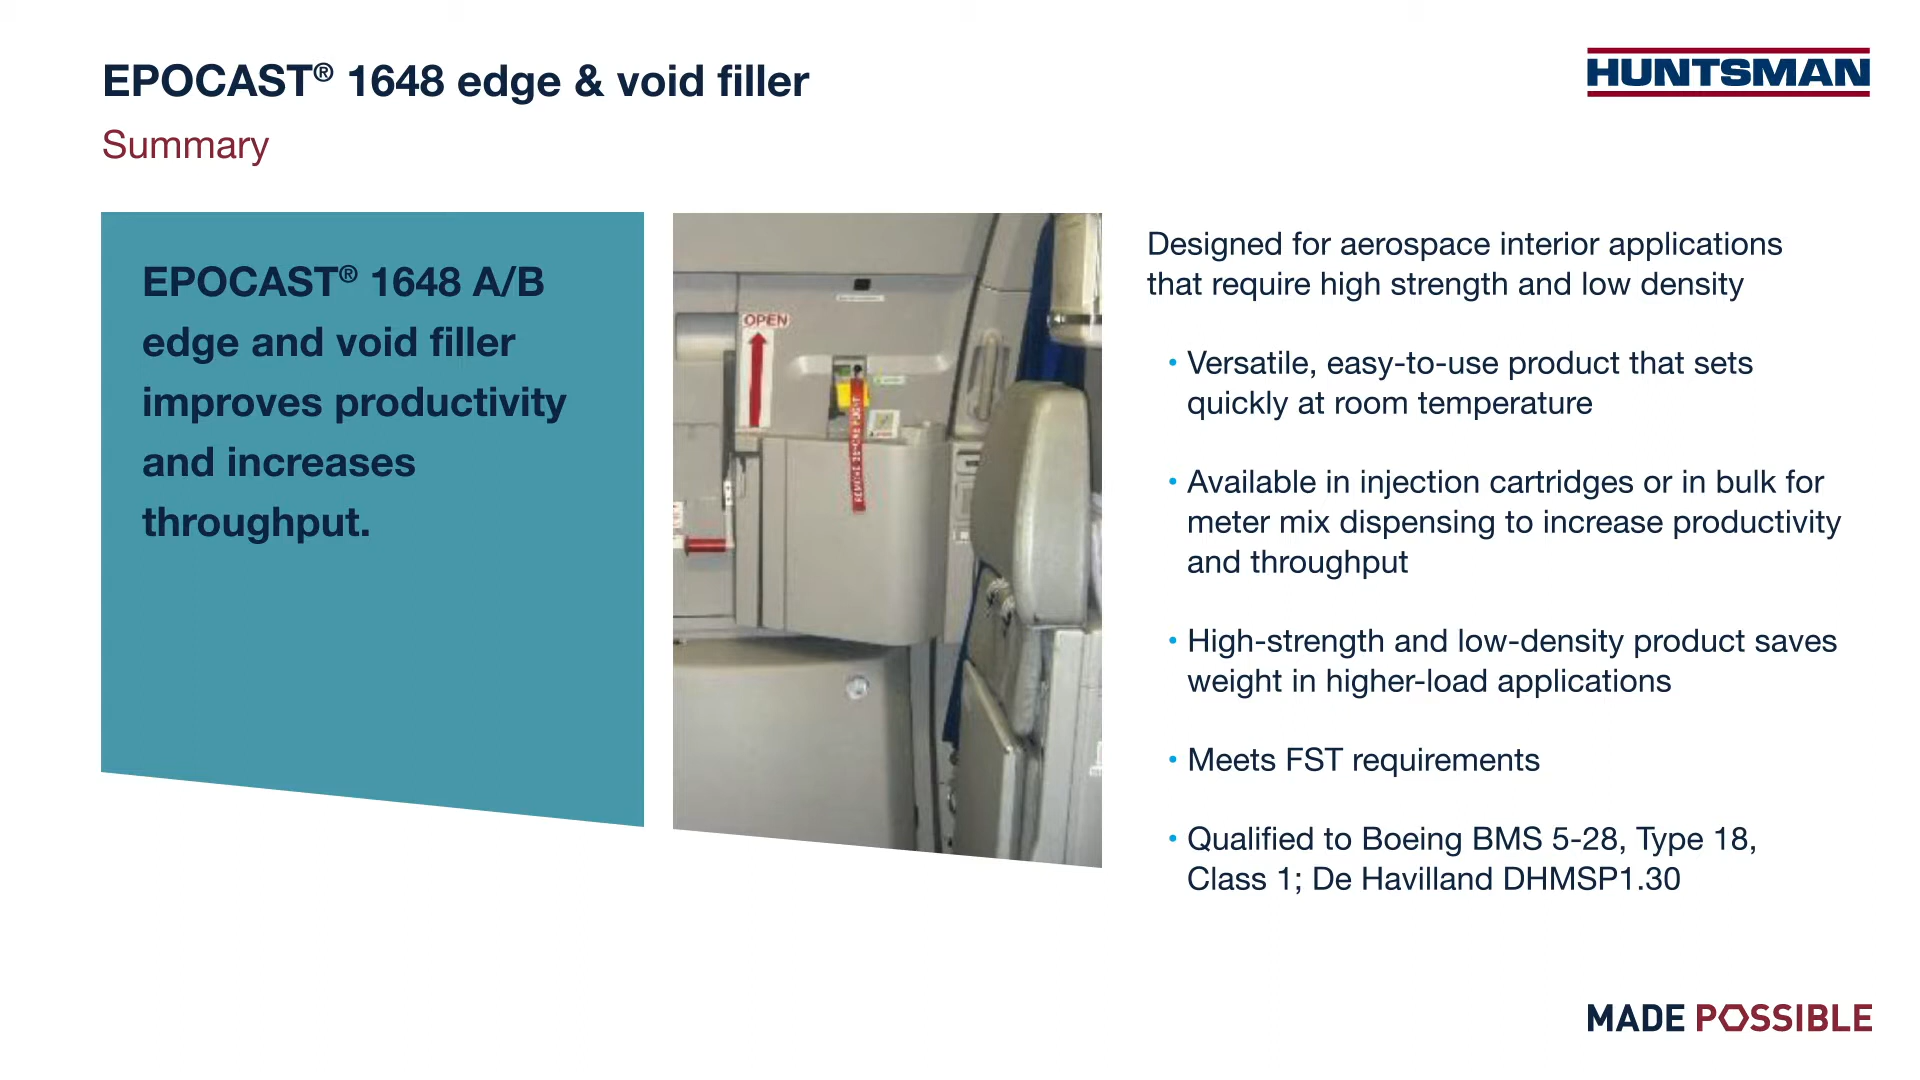 EPOCAST® 1648 edge & void filler
Summary
HUNTSMAN
EPOCAST® 1648 A/B
edge and void filler
improves productivity
and increases
throughput.
OPEN
REMOVE BEFORE FLIGHT
Designed for aerospace interior applications
that require high strength and low density
• Versatile, easy-to-use product that sets
quickly at room temperature
• Available in injection cartridges or in bulk for
meter mix dispensing to increase productivity
and throughput
• High-strength and low-density product saves
weight in higher-load applications
• Meets FST requirements
• Qualified to Boeing BMS 5-28, Type 18,
Class 1; De Havilland DHMSP1.30
MADE POSSIBLE